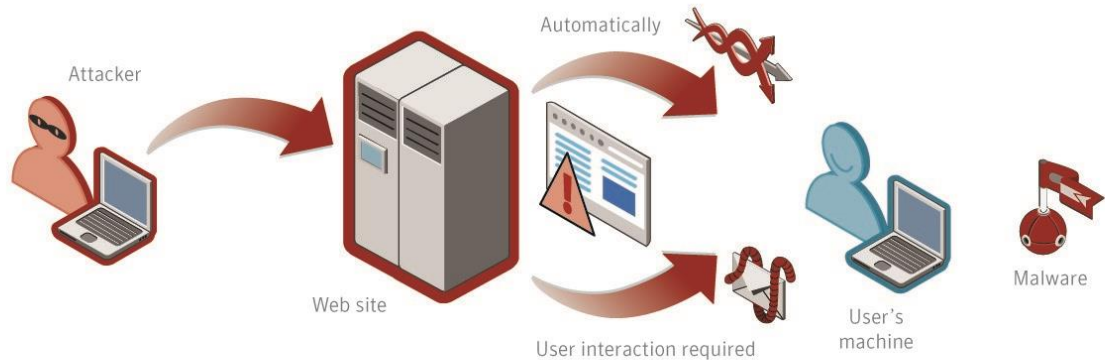 Attacker
Web site
Automatically
User interaction required
User's
machine
Malware